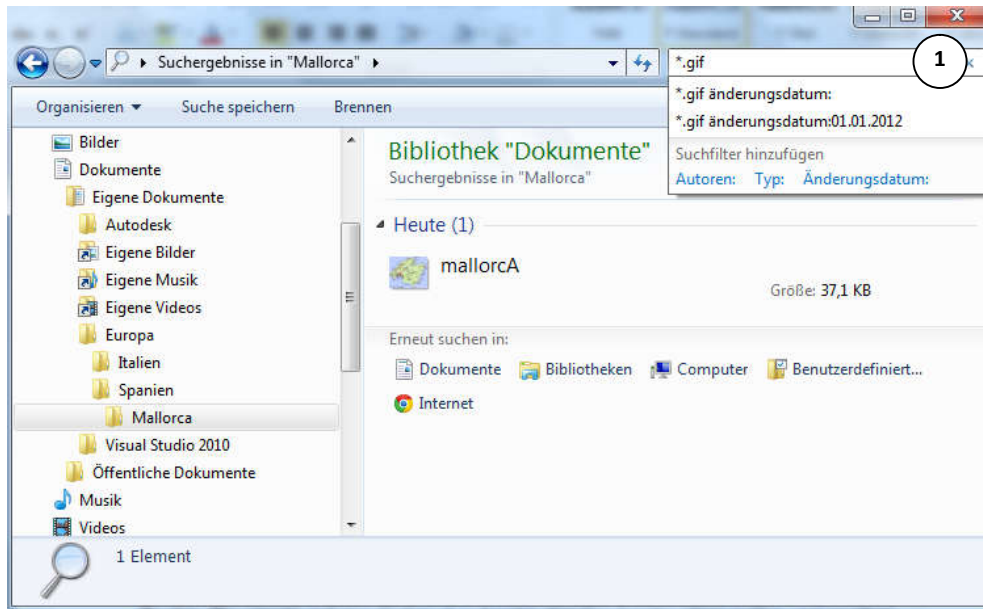 Suchergebnisse in "Mallorca"
*.gif
1
*.gif änderungsdatum:
*.gif änderungsdatum:01.01.2012
Suchfilter hinzufügen
Autoren: Typ: Änderungsdatum:
Organisieren Suche speichern Brennen
Bilder
Dokumente
Eigene Dokumente
Autodesk
Eigene Bilder
Eigene Musik
Eigene Videos
Europa
Italien
Spanien
Mallorca
Visual Studio 2010
Öffentliche Dokumente
Musik
Videos
Bibliothek "Dokumente"
Suchergebnisse in "Mallorca"
Heute (1)
mallorcA
Größe: 37,1 KB
Erneut suchen in:
Dokumente Bibliotheken Computer Benutzerdefiniert...
Internet
1 Element